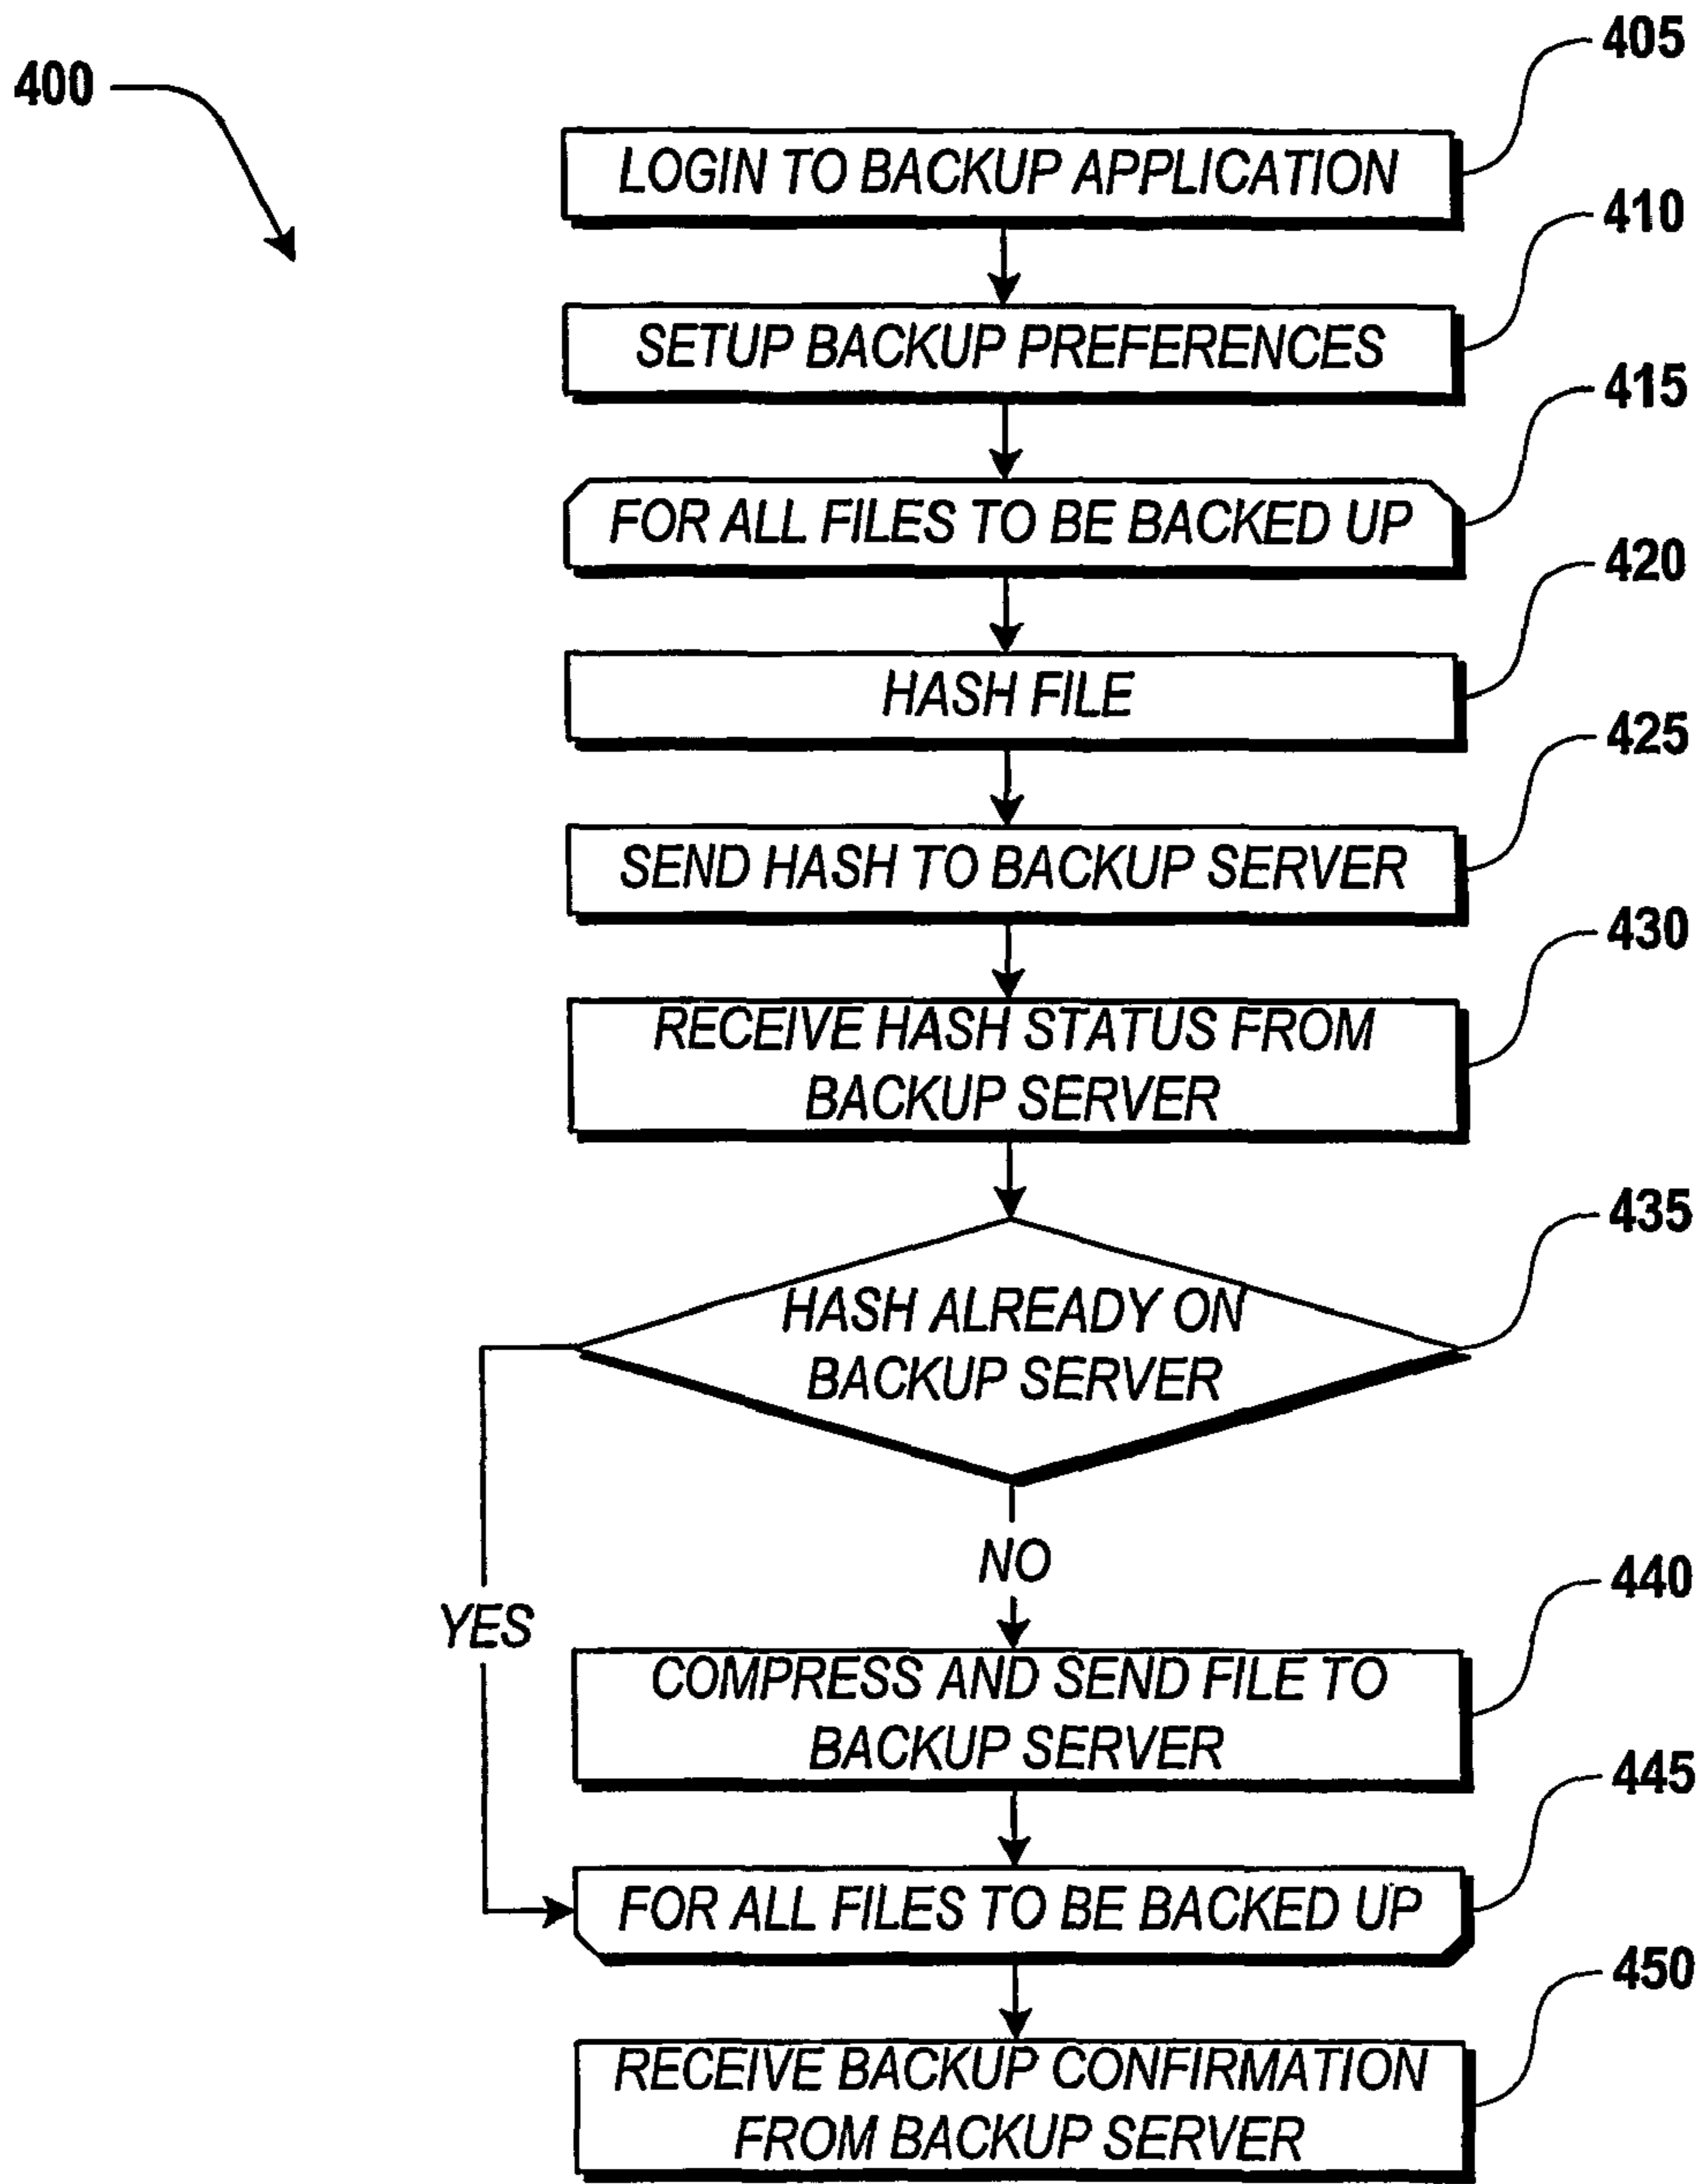 400
405
LOGIN TO BACKUP APPLICATION
410
SETUP BACKUP PREFERENCES
415
FOR ALL FILES TO BE BACKED UP
420
HASH FILE
425
SEND HASH TO BACKUP SERVER
430
RECEIVE HASH STATUS FROM
BACKUP SERVER
435
HASH ALREADY ON
BACKUP SERVER
NO
YES
440
COMPRESS AND SEND FILE TO
BACKUP SERVER
445
FOR ALL FILES TO BE BACKED UP
450
RECEIVE BACKUP CONFIRMATION
FROM BACKUP SERVER